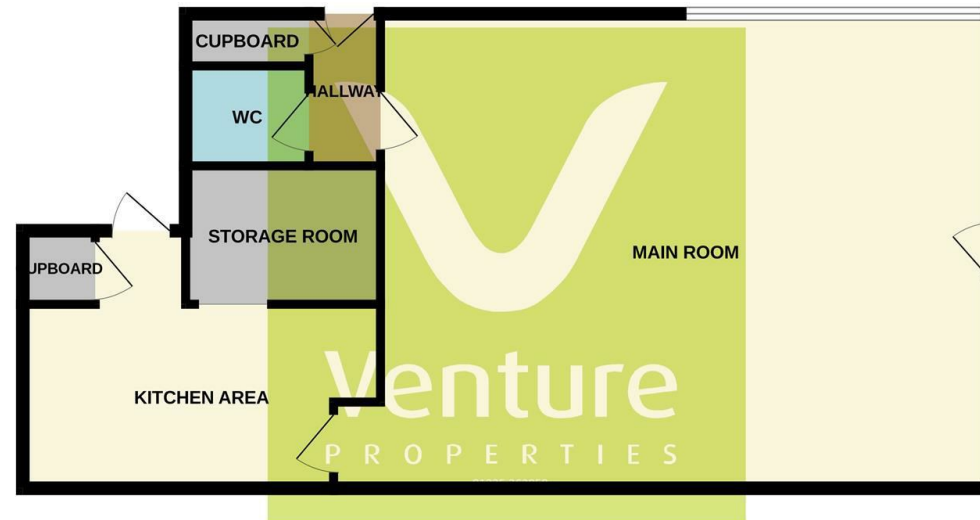 CUPBOARD
HALLWAY
WC
STORAGE ROOM
MAIN ROOM
UPBOARD
KITCHEN AREA
Venture
PROPERTIES